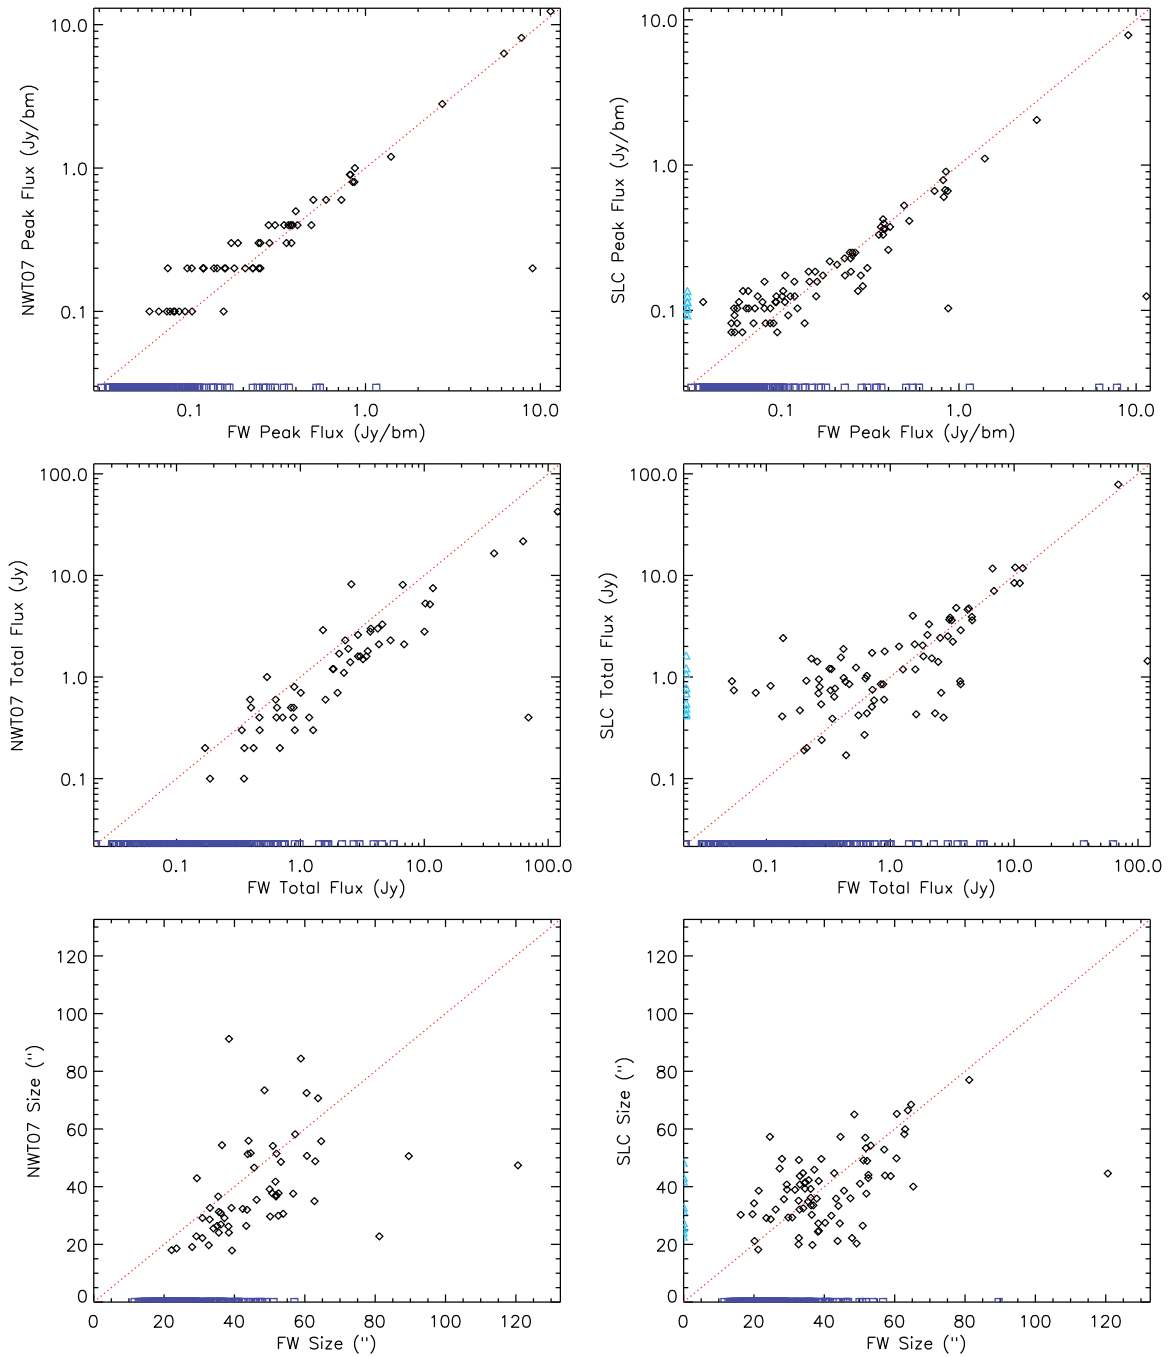 10.0
1.0
0.1
NWT07 Peak Flux (Jy/bm)
0.1 1.0 10.0
FW Peak Flux (Jy/bm)
10.0
1.0
0.1
SLC Peak Flux (Jy/bm)
0.1 1.0 10.0
FW Peak Flux (Jy/bm)
100.0
10.0
1.0
0.1
NWT07 Total Flux (Jy)
0.1 1.0 10.0 100.0
FW Total Flux (Jy)
100.0
10.0
1.0
0.1
SLC Total Flux (Jy)
0.1 1.0 10.0 100.0
FW Total Flux (Jy)
120
100
80
60
40
20
0
NWT07 Size (")
0 20 40 60 80 100 120
FW Size (")
120
100
80
60
40
20
0
SLC Size (")
0 20 40 60 80 100 120
FW Size (")